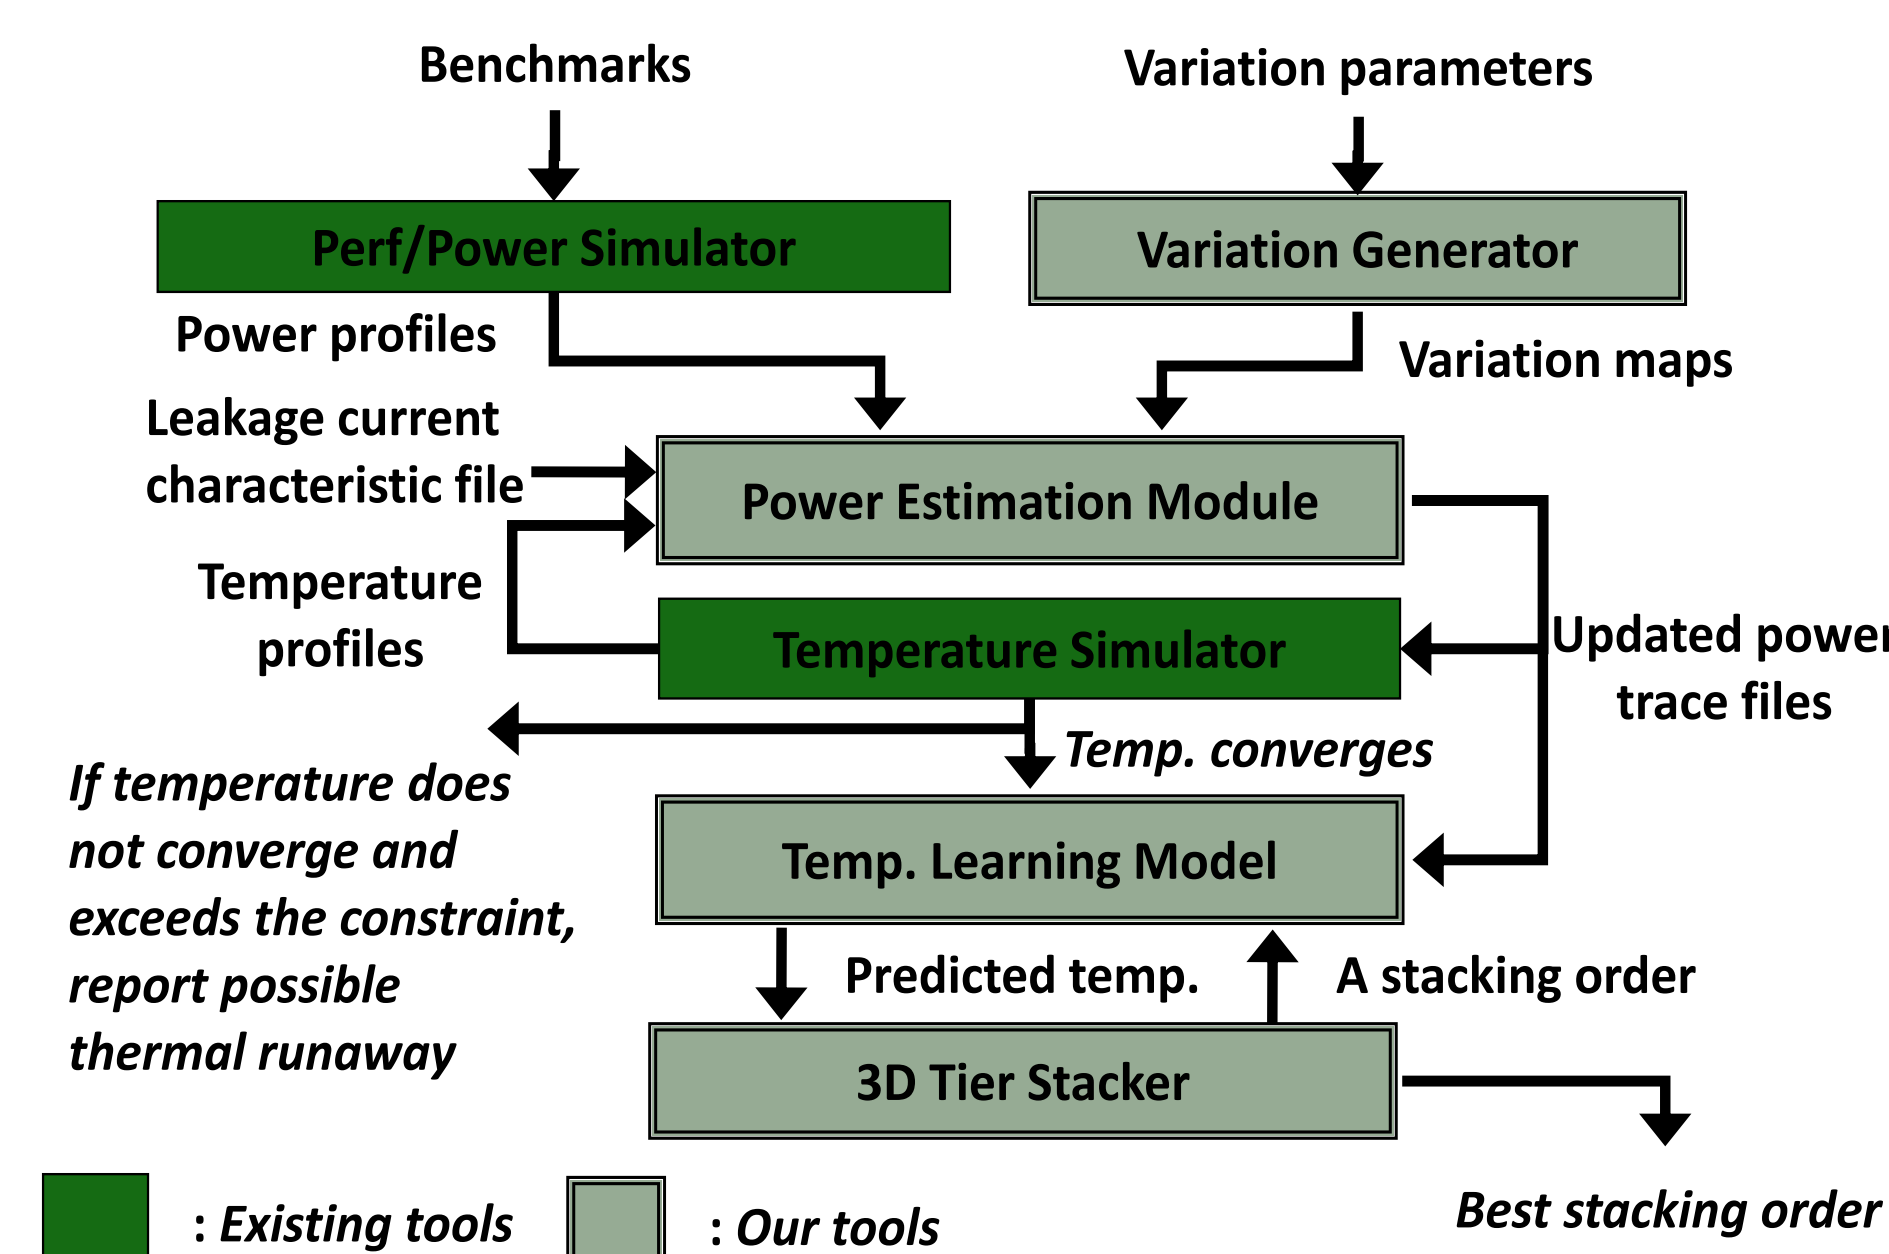 Benchmarks
Variation parameters
Perf/Power Simulator
Variation Generator
Power profiles
Variation maps
Leakage current
characteristic file
Power Estimation Module
Temperature
profiles
Temperature Simulator
Updated power
trace files
Temp. converges
If temperature does
not converge and
exceeds the constraint,
report possible
thermal runaway
Temp. Learning Model
Predicted temp.
A stacking order
3D Tier Stacker
Best stacking order
: Existing tools
: Our tools